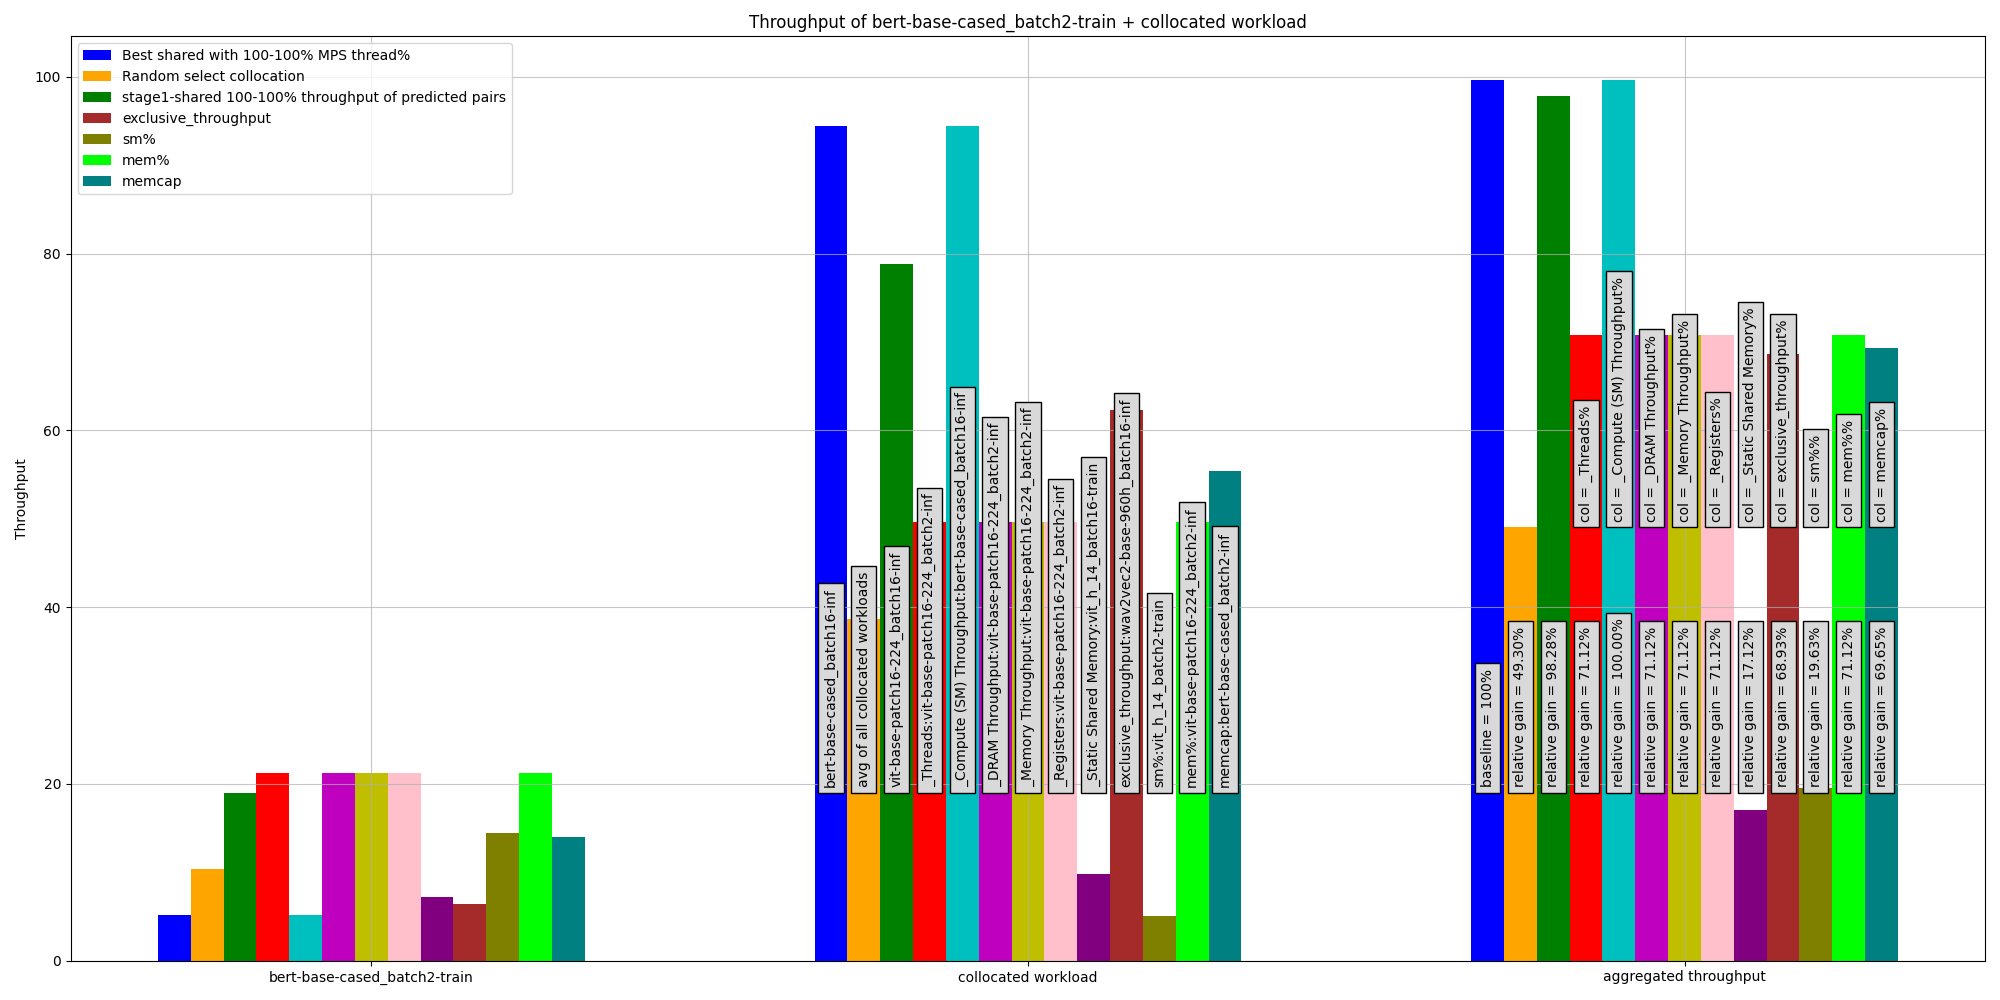 Throughput of bert-base-cased_batch2-train + collocated workload
Best shared with 100-100% MPS thread%
Random select collocation
stage1-shared 100-100% throughput of predicted pairs
exclusive_throughput
sm%
mem%
memcap
Throughput
100
80
60
40
20
0
bert-base-cased_batch16-inf
avg of all collocated workloads
vit-base-patch16-224_batch16-inf
_Threads:vit-base-patch16-224_batch2-inf
_Compute (SM) Throughput:bert-base-cased_batch16-inf
_DRAM Throughput:vit-base-patch16-224_batch2-inf
_Memory Throughput:vit-base-patch16-224_batch2-inf
_Registers:vit-base-patch16-224_batch2-inf
_Static Shared Memory:vit_h_14_batch16-train
exclusive_throughput:wav2vec2-base-960h_batch16-inf
sm%:vit_h_14_batch2-train
mem%:vit-base-patch16-224_batch2-inf
memcap:bert-base-cased_batch2-inf
col = _Threads%
col = _Compute (SM) Throughput%
col = _DRAM Throughput%
col = _Memory Throughput%
col = _Registers%
col = _Static Shared Memory%
col = exclusive_throughput%
col = sm%%
col = mem%%
col = memcap%
baseline = 100%
relative gain = 49.30%
relative gain = 98.28%
relative gain = 71.12%
relative gain = 100.00%
relative gain = 71.12%
relative gain = 71.12%
relative gain = 71.12%
relative gain = 17.12%
relative gain = 68.93%
relative gain = 19.63%
relative gain = 71.12%
relative gain = 69.65%
bert-base-cased_batch2-train
collocated workload
aggregated throughput